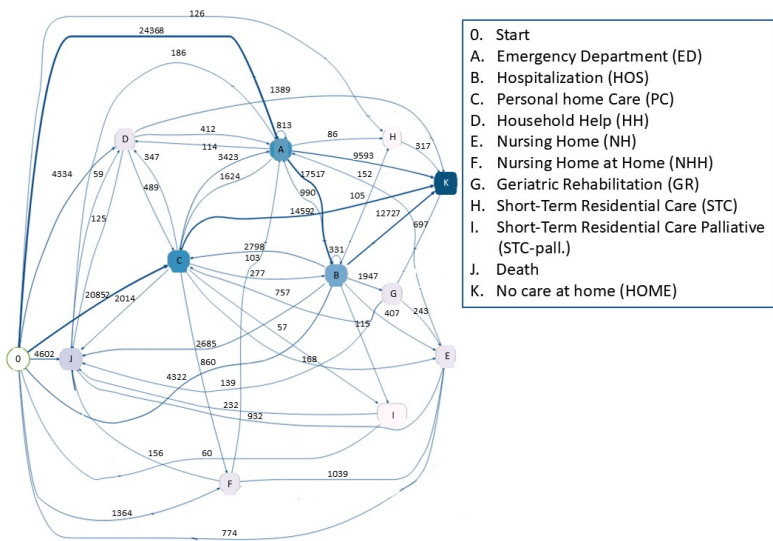 126
24368
186
1389
813
D
412
A
86
H
317
114
347
3423
9593
4334
59
1624
17517
152
K
489
990
105
125
14592
12727
697
2798
331
103
C
277
B
1947
757
G
20852
2014
407
243
57
115
2685
0
4602
J
860
168
E
4322
139
232
932
I
156
60
F
1039
1364
774
0. Start
A. Emergency Department (ED)
B. Hospitalization (HOS)
C. Personal home Care (PC)
D. Household Help (HH)
E. Nursing Home (NH)
F. Nursing Home at Home (NHH)
G. Geriatric Rehabilitation (GR)
H. Short-Term Residential Care (STC)
I. Short-Term Residential Care Palliative
(STC-pall.)
J. Death
K. No care at home (HOME)